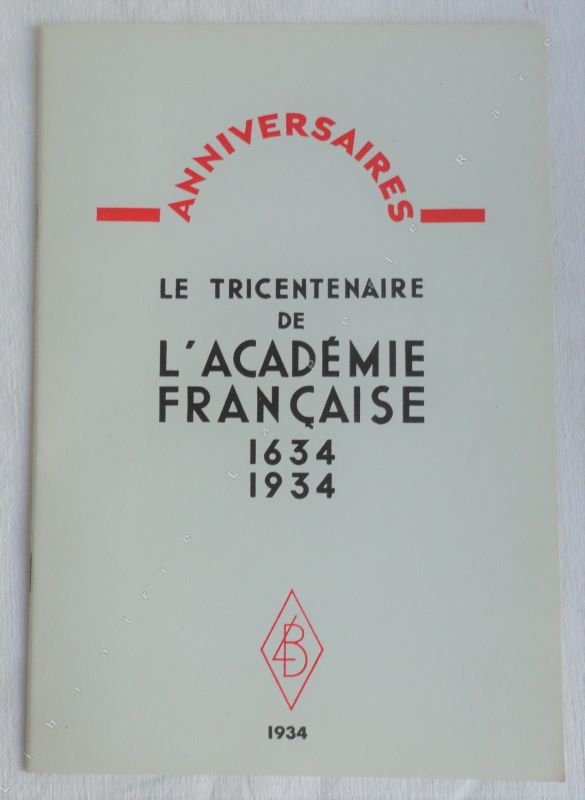 ANNIVERSAIRES
LE TRICENTENAIRE
DE
L'ACADÉMIE
FRANÇAISE
1634
1934
1934